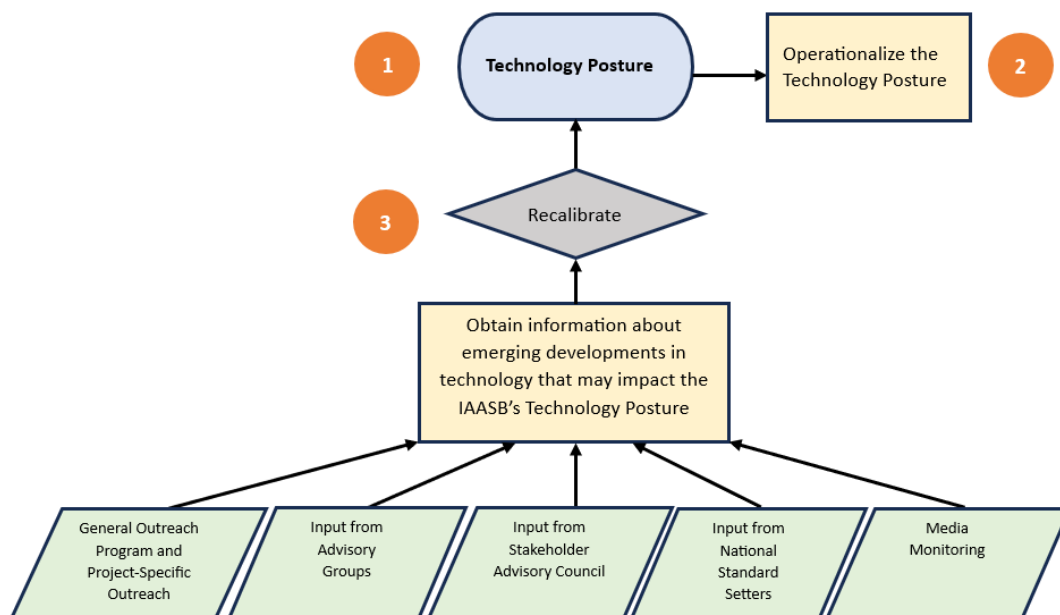 1
Technology Posture
Operationalize the
Technology Posture
2
3
Recalibrate
Obtain information about
emerging developments in
technology that may impact the
IAASB's Technology Posture
General Outreach
Program and
Project-Specific
Outreach
Input from
Advisory
Groups
Input from
Stakeholder
Advisory Council
Input from
National
Standard
Setters
Media
Monitoring